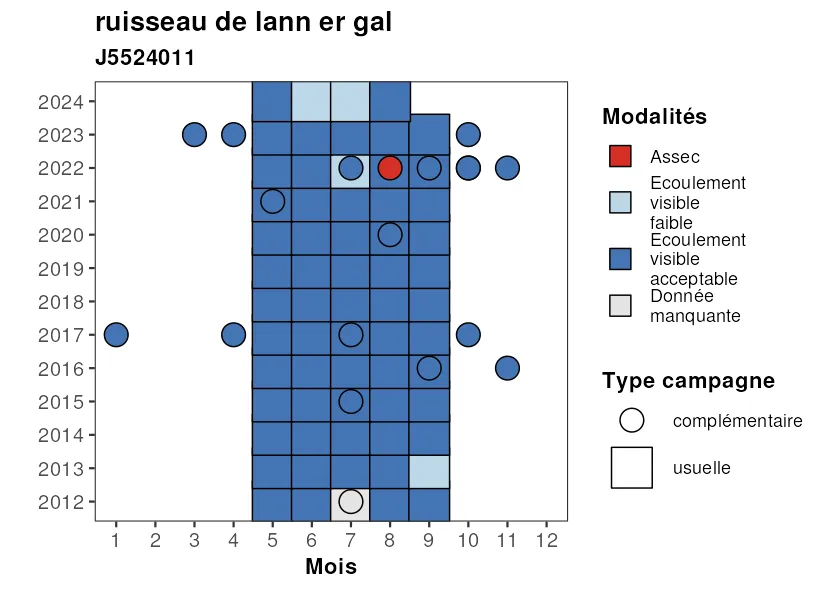 ruisseau de lann er gal
J5524011
2024
2023
2022
2021
2020
2019
2018
2017
2016
2015
2014
2013
2012
1 2 3 4 5 6 7 8 9 10 11 12
Mois
Modalités
Assec
Ecoulement
visible
faible
Ecoulement
visible
acceptable
Donnée
manquante
Type campagne
complémentaire
usuelle